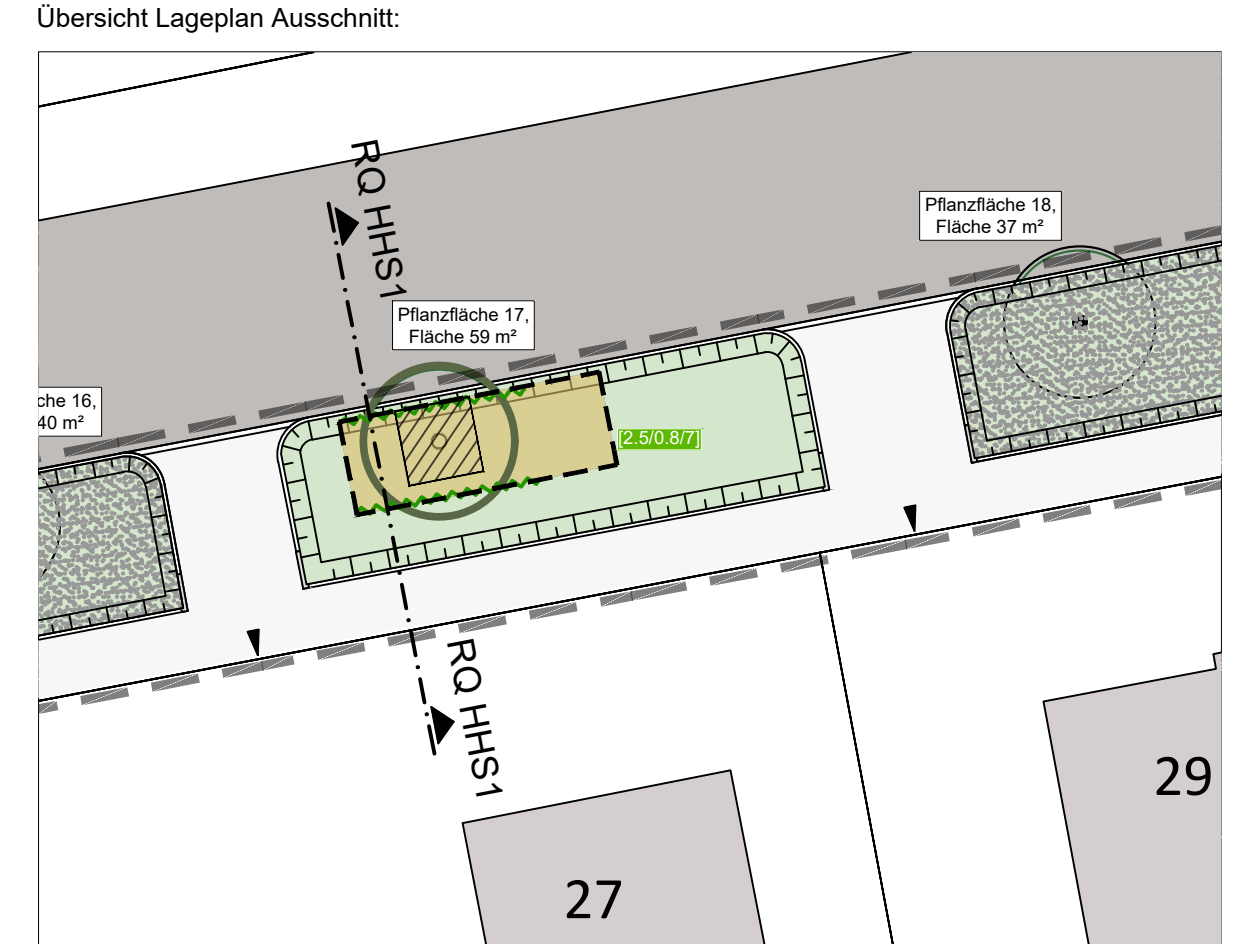 Übersicht Lageplan Ausschnitt:
RQ HHS1
Pflanzfläche 18,
Fläche 37 m²
Pflanzfläche 17,
Fläche 59 m²
che 16,
40 m²
[2.5/0.8/7]
RQ HHS1
29
27